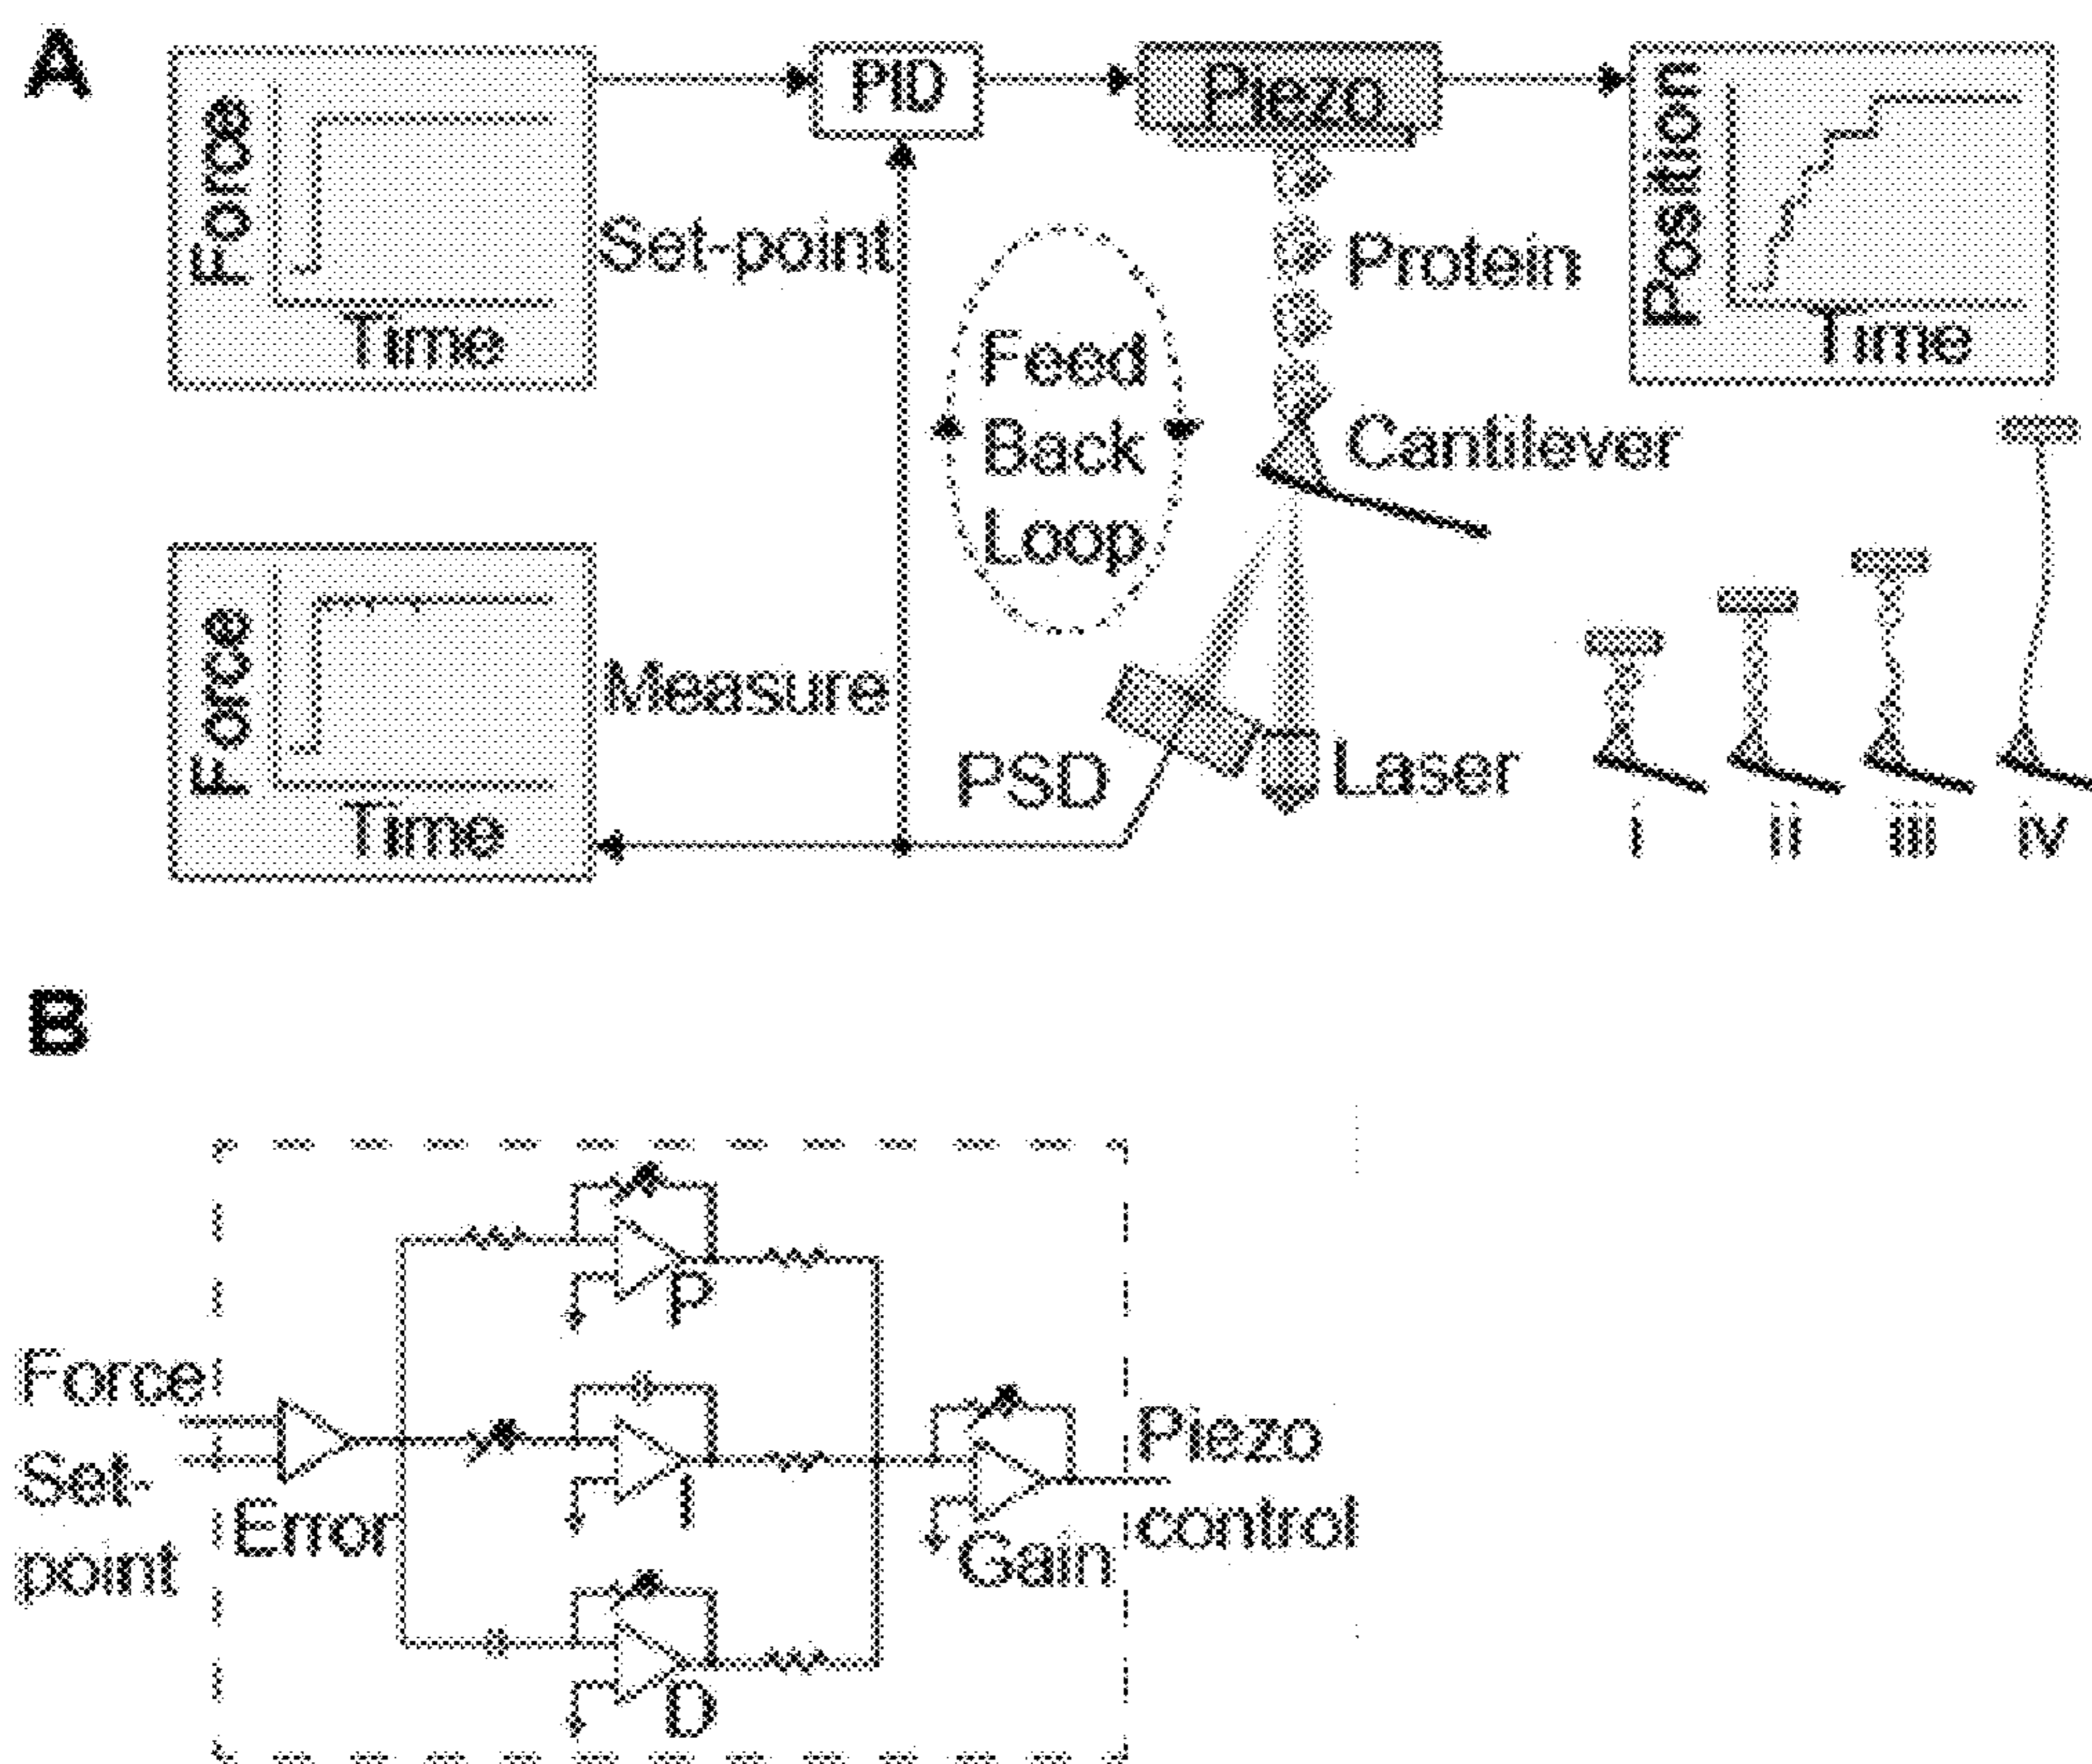 A
Force
Time
Set-point
PID
Piezo
Position
Time
Protein
Feed
Back
Loop
Cantilever
Force
Time
Measure
PSD
Laser
i
ii
iii
iv
B
Force
Set-
point
Error
P
I
D
Gain
Piezo
control